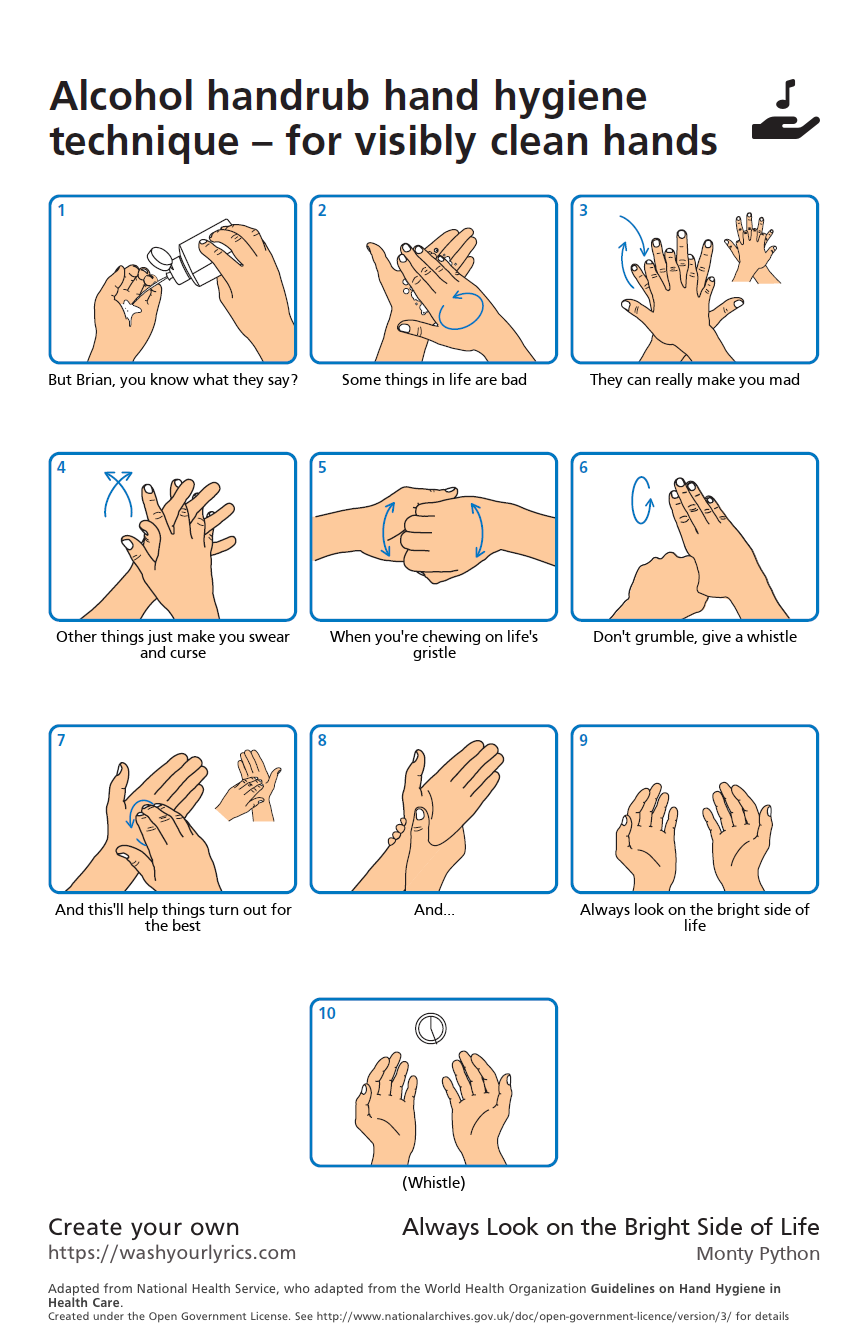 Alcohol handrub hand hygiene
technique – for visibly clean hands
1
But Brian, you know what they say?
2
Some things in life are bad
3
They can really make you mad
4
Other things just make you swear
and curse
5
When you're chewing on life's
gristle
6
Don't grumble, give a whistle
7
And this'll help things turn out for
the best
8
And...
9
Always look on the bright side of
life
10
(Whistle)
Create your own
https://washyourlyrics.com
Always Look on the Bright Side of Life
Monty Python
Adapted from National Health Service, who adapted from the World Health Organization Guidelines on Hand Hygiene in
Health Care.
Created under the Open Government License. See http://www.nationalarchives.gov.uk/doc/open-government-licence/version/3/ for details